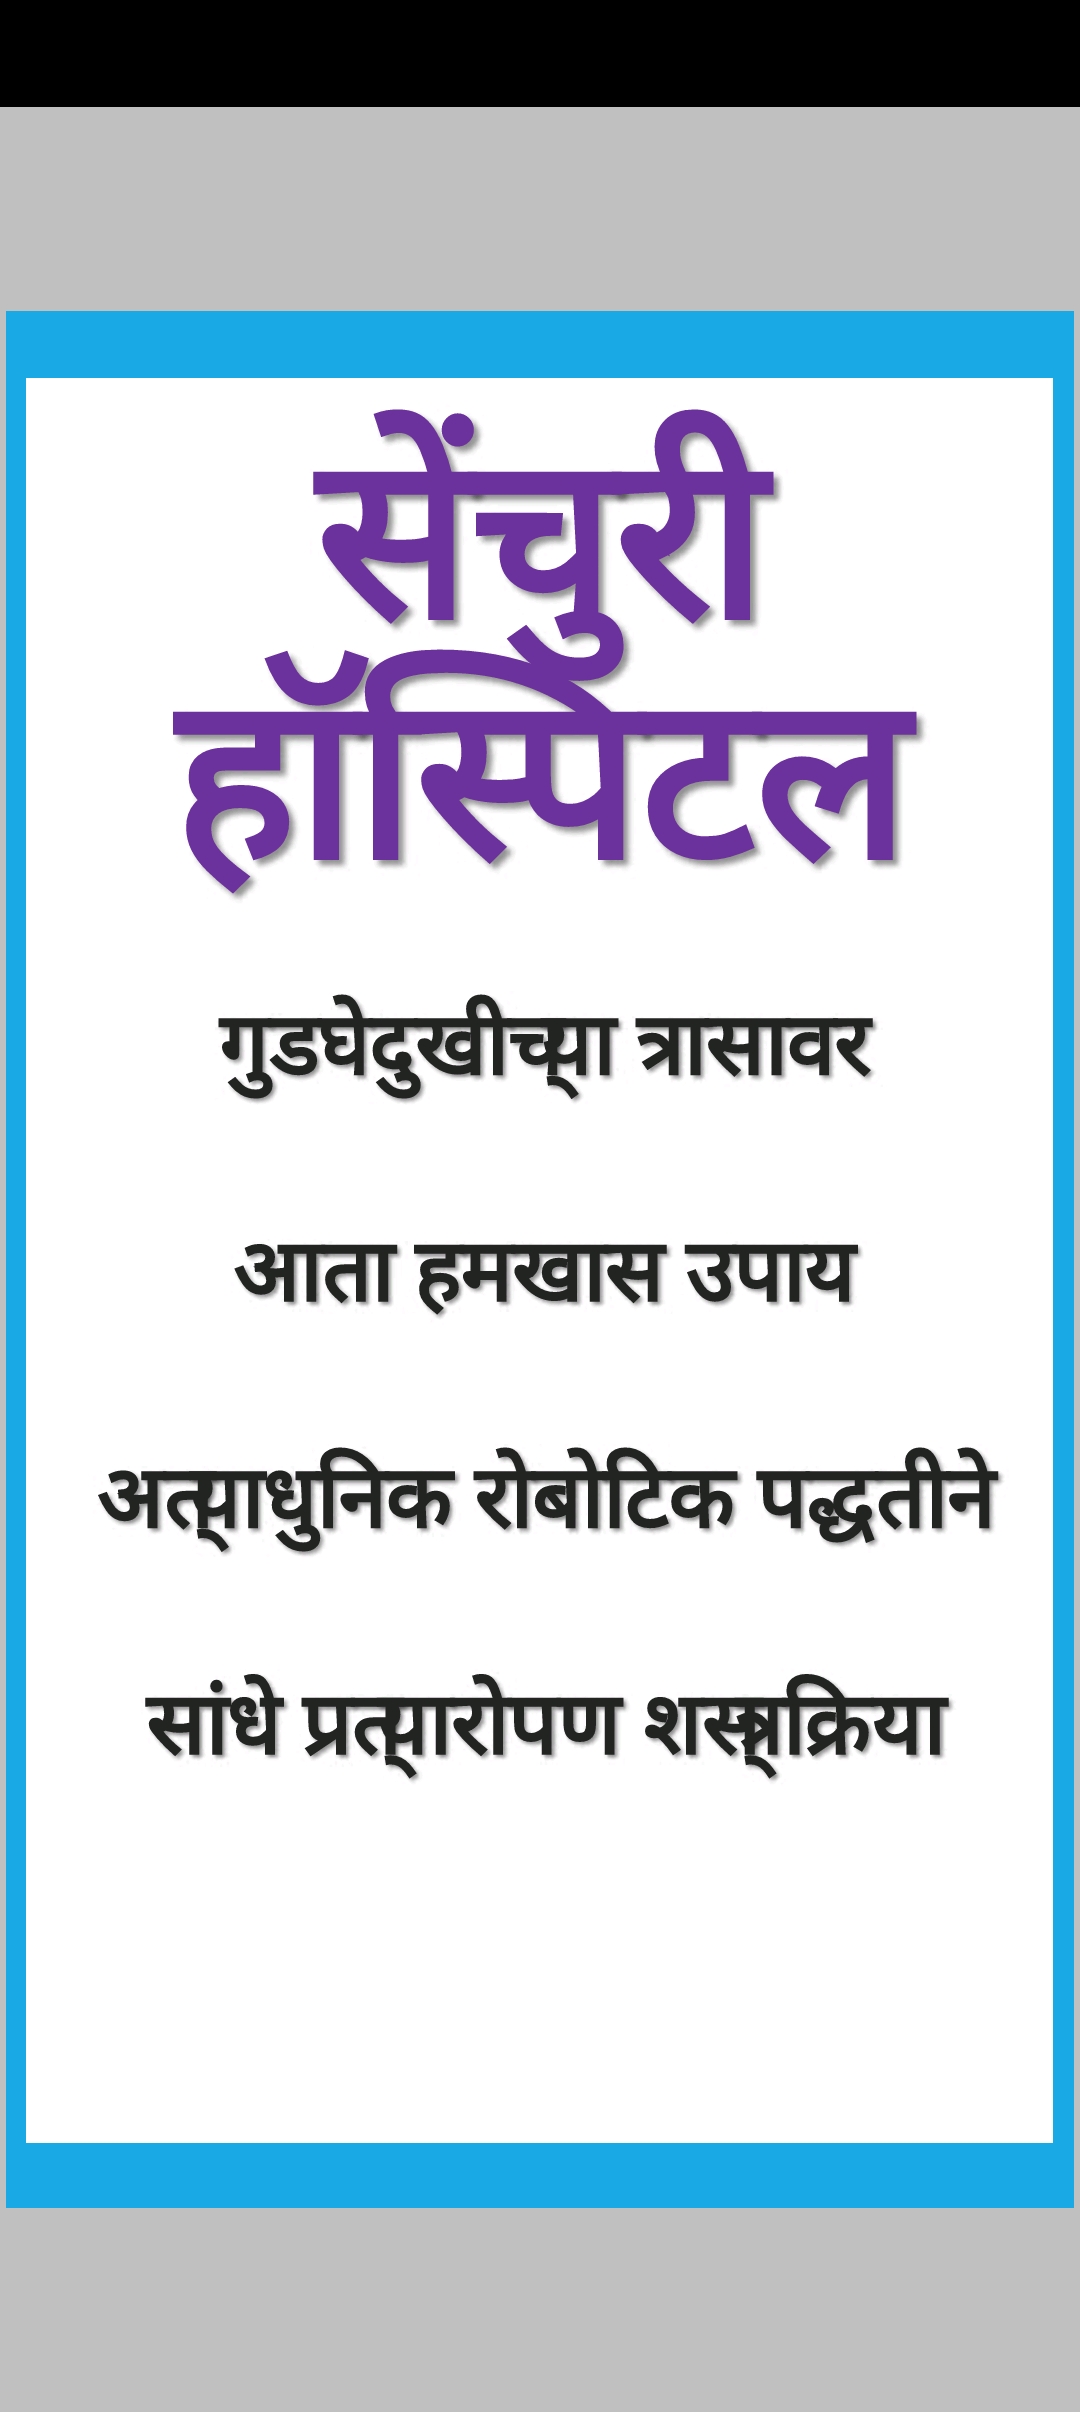 सेंचुरी
हॉस्पिटल
गुडघेदुखीच्या त्रासावर
आता हमखास उपाय
अत्याधुनिक रोबोटिक पद्धतीने
सांधे प्रत्यारोपण शस्त्रक्रिया